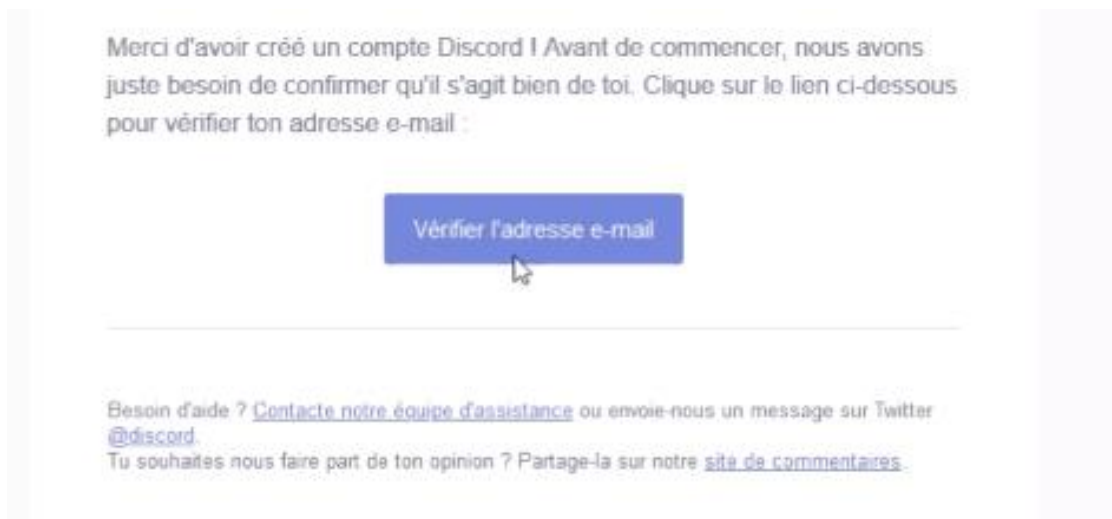 Merci d'avoir créé un compte Discord ! Avant de commencer, nous avons
juste besoin de confirmer qu'il s'agit bien de toi. Clique sur le lien ci-dessous
pour vérifier ton adresse e-mail :
Vérifier l'adresse e-mail
Besoin d'aide ? Contacte notre équipe d'assistance ou envoie-nous un message sur Twitter
@discord.
Tu souhaites nous faire part de ton opinion ? Partage-la sur notre site de commentaires.